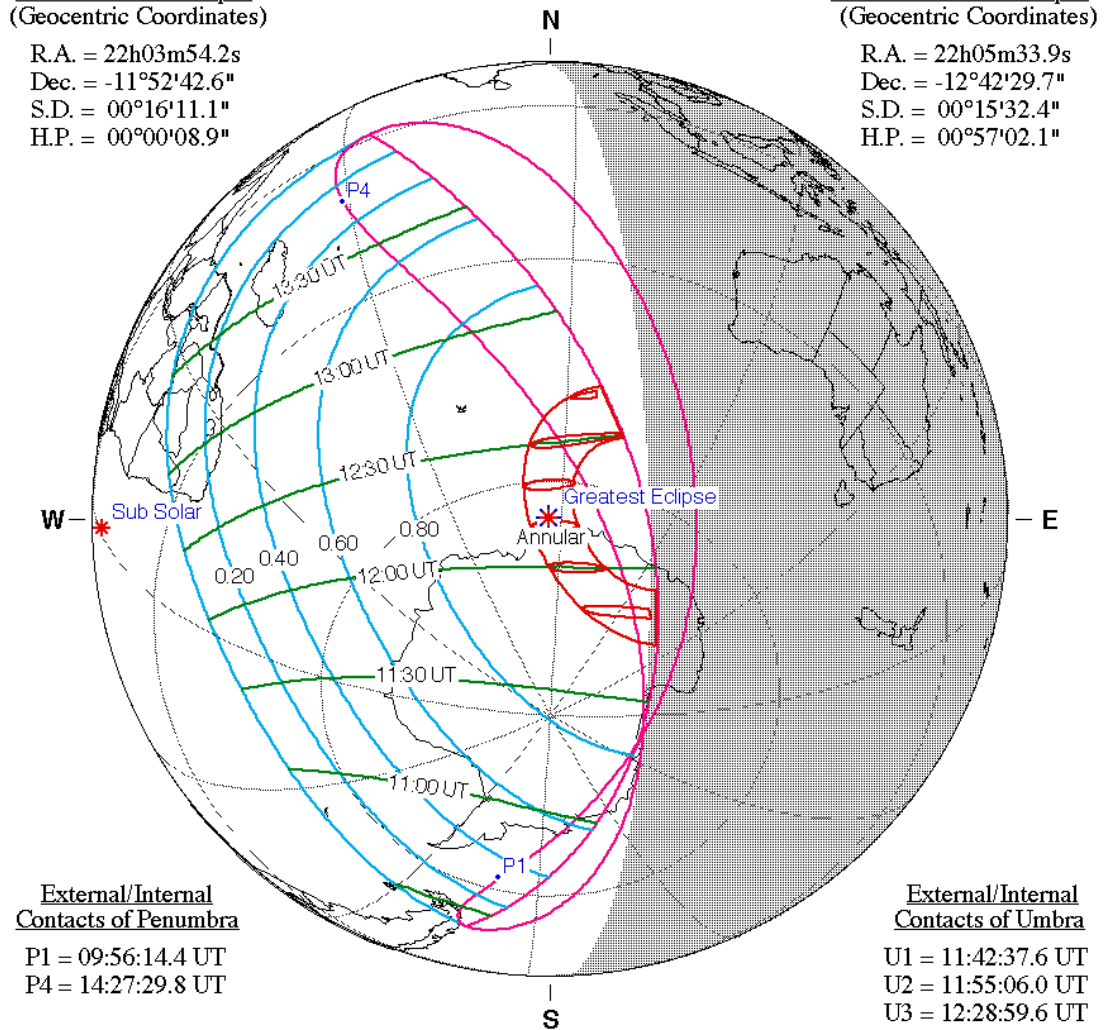 (Geocentric Coordinates)
R.A. = 22h03m54.2s
Dec. = -11°52'42.6"
S.D. = 00°16'11.1"
H.P. = 00°00'08.9"
N
(Geocentric Coordinates)
R.A. = 22h05m33.9s
Dec. = -12°42'29.7"
S.D. = 00°15'32.4"
H.P. = 00°57'02.1"
P4
13:30 UT
13:00 UT
12:30 UT
Greatest Eclipse
W
Sub Solar
E
Annular
0.80
0.60
0.40
0.20
12:00 UT
11:30 UT
11:00 UT
P1
External/Internal
Contacts of Penumbra
P1 = 09:56:14.4 UT
P4 = 14:27:29.8 UT
External/Internal
Contacts of Umbra
U1 = 11:42:37.6 UT
U2 = 11:55:06.0 UT
U3 = 12:28:59.6 UT
S